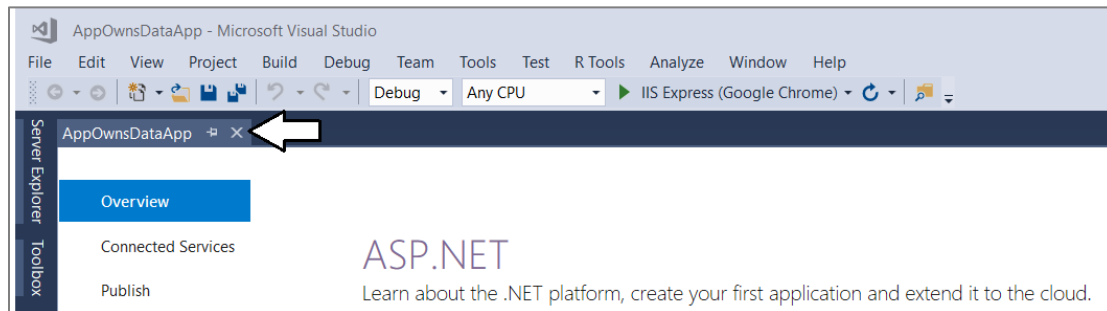 AppOwnsDataApp - Microsoft Visual Studio
File Edit View Project Build Debug Team Tools Test R Tools Analyze Window Help
Debug Any CPU IIS Express (Google Chrome)
Server Explorer
Toolbox
AppOwnsDataApp
Overview
Connected Services
Publish
ASP.NET
Learn about the .NET platform, create your first application and extend it to the cloud.